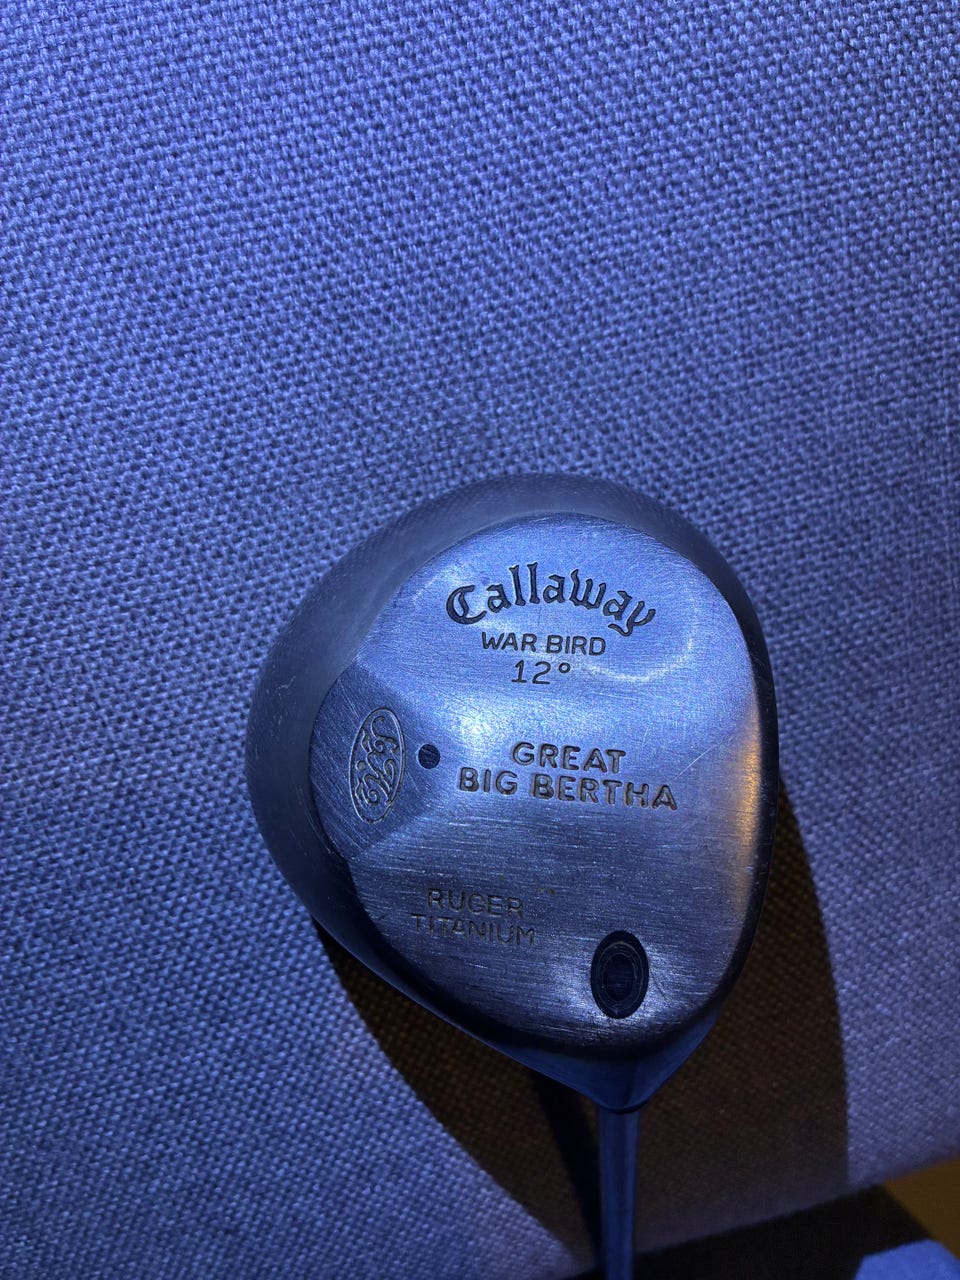 Callaway
WAR BIRD
12°
GREAT
BIG BERTHA
RUGER
TITANIUM